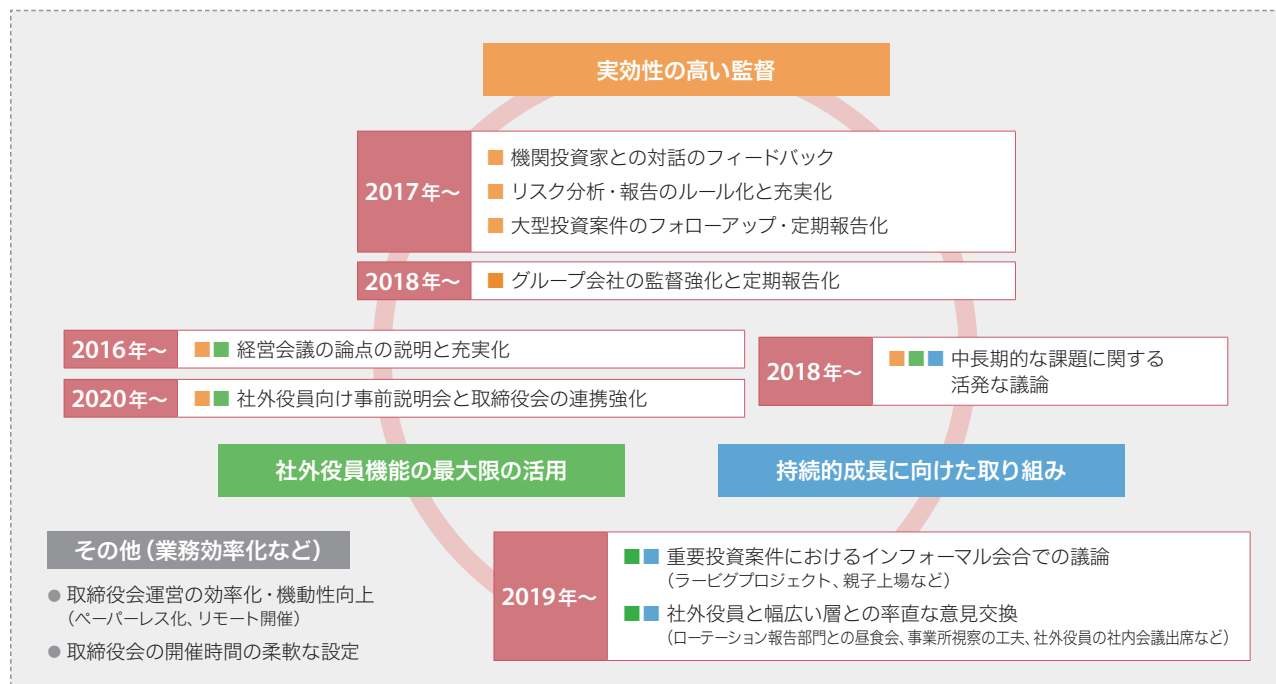 実効性の高い監督
2017年～
機関投資家との対話のフィードバック
リスク分析・報告のルール化と充実化
大型投資案件のフォローアップ・定期報告化
2018年～
グループ会社の監督強化と定期報告化
2016年～
経営会議の論点の説明と充実化
2020年～
社外役員向け事前説明会と取締役会の連携強化
2018年～
中長期的な課題に関する
活発な議論
社外役員機能の最大限の活用
持続的成長に向けた取り組み
その他（業務効率化など）
● 取締役会運営の効率化・機動性向上
（ペーパーレス化、リモート開催）
● 取締役会の開催時間の柔軟な設定
2019年～
重要投資案件におけるインフォーマル会合での議論
（ラービグプロジェクト、親子上場など）
社外役員と幅広い層との率直な意見交換
（ローテーション報告部門との昼食会、事業所視察の工夫、社外役員の社内会議出席など）